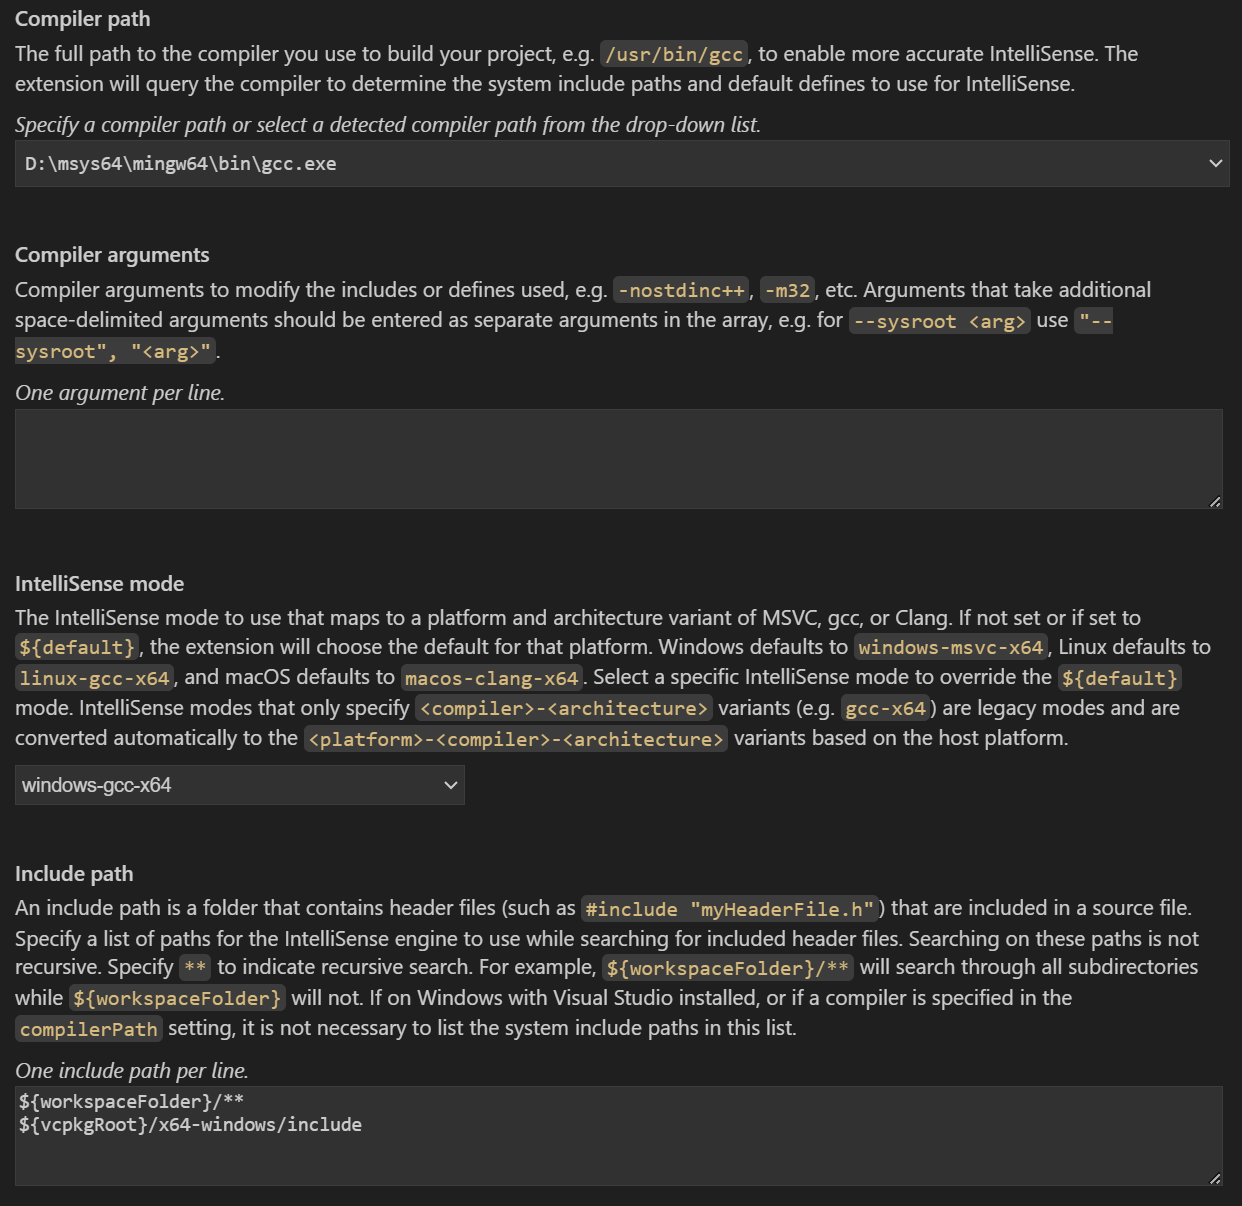 Compiler path
The full path to the compiler you use to build your project, e.g. /usr/bin/gcc, to enable more accurate IntelliSense. The
extension will query the compiler to determine the system include paths and default defines to use for IntelliSense.
Specify a compiler path or select a detected compiler path from the drop-down list.
D:\msys64\mingw64\bin\gcc.exe
Compiler arguments
Compiler arguments to modify the includes or defines used, e.g. -nostdinc++, -m32, etc. Arguments that take additional
space-delimited arguments should be entered as separate arguments in the array, e.g. for --sysroot <arg> use "--
sysroot", "<arg>".
One argument per line.
IntelliSense mode
The IntelliSense mode to use that maps to a platform and architecture variant of MSVC, gcc, or Clang. If not set or if set to
${default}, the extension will choose the default for that platform. Windows defaults to windows-msvc-x64, Linux defaults to
linux-gcc-x64, and macOS defaults to macos-clang-x64. Select a specific IntelliSense mode to override the ${default}
mode. IntelliSense modes that only specify <compiler>-<architecture> variants (e.g. gcc-x64) are legacy modes and are
converted automatically to the <platform>-<compiler>-<architecture> variants based on the host platform.
windows-gcc-x64
Include path
An include path is a folder that contains header files (such as #include "myHeaderFile.h") that are included in a source file.
Specify a list of paths for the IntelliSense engine to use while searching for included header files. Searching on these paths is not
recursive. Specify ** to indicate recursive search. For example, ${workspaceFolder}/** will search through all subdirectories
while ${workspaceFolder} will not. If on Windows with Visual Studio installed, or if a compiler is specified in the
compilerPath setting, it is not necessary to list the system include paths in this list.
One include path per line.
${workspaceFolder}/**
${vcpkgRoot}/x64-windows/include